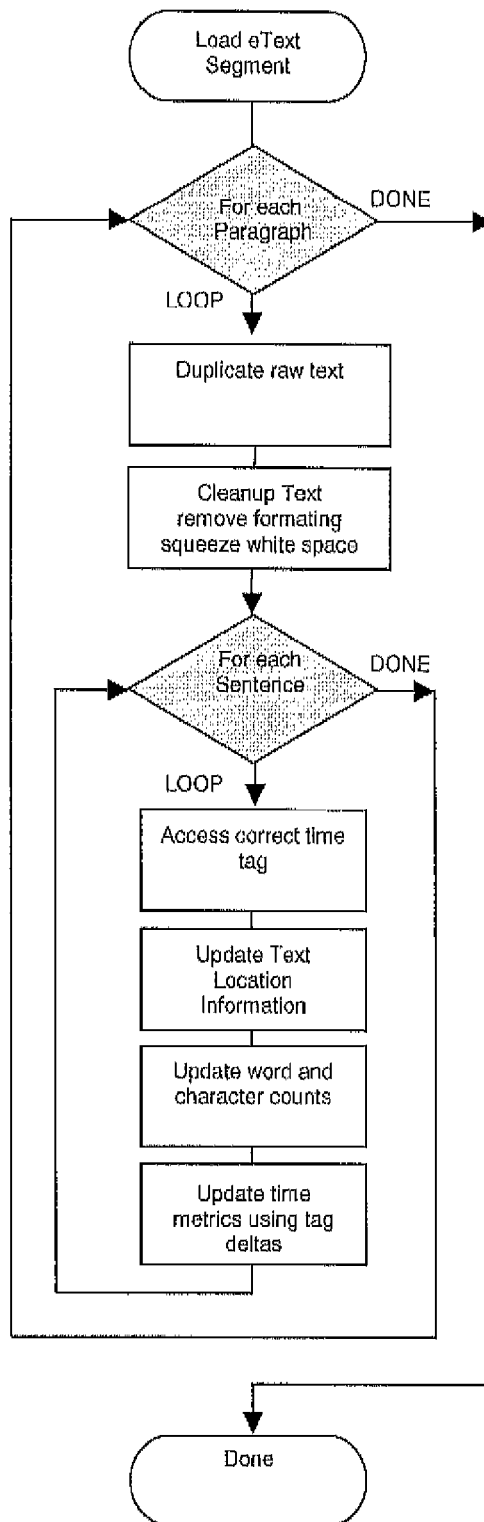 Load eText
Segment
For each
Paragraph
DONE
LOOP
Duplicate raw text
Cleanup Text
remove formating
squeeze white space
For each
Sentence
DONE
LOOP
Access correct time
tag
Update Text
Location
Information
Update word and
character counts
Update time
metrics using tag
deltas
Done